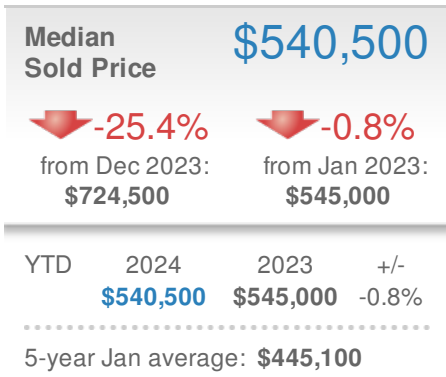 Median $540,500
Sold Price
-25.4% -0.8%
from Dec 2023: from Jan 2023:
$724,500 $545,000
YTD 2024 2023 +/-
$540,500 $545,000 -0.8%
5-year Jan average: $445,100